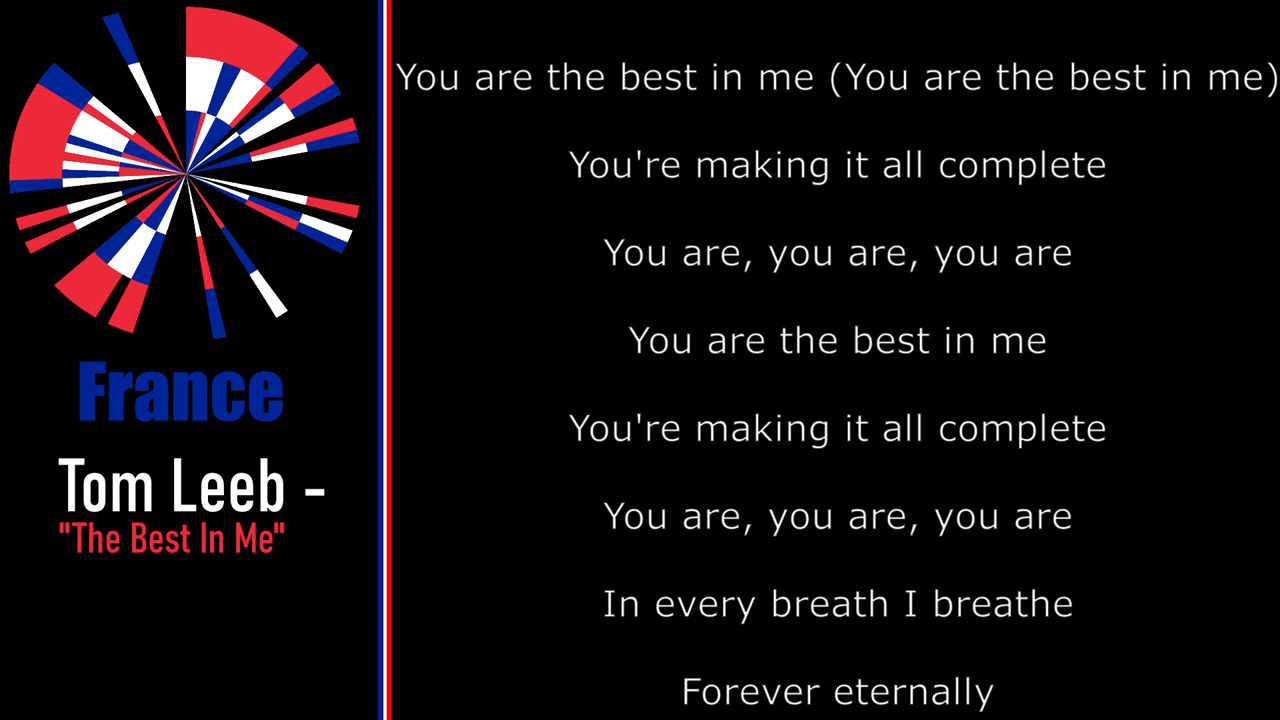 France
Tom Leeb -
"The Best In Me"
You are the best in me (You are the best in me)
You're making it all complete
You are, you are, you are
You are the best in me
You're making it all complete
You are, you are, you are
In every breath I breathe
Forever eternally